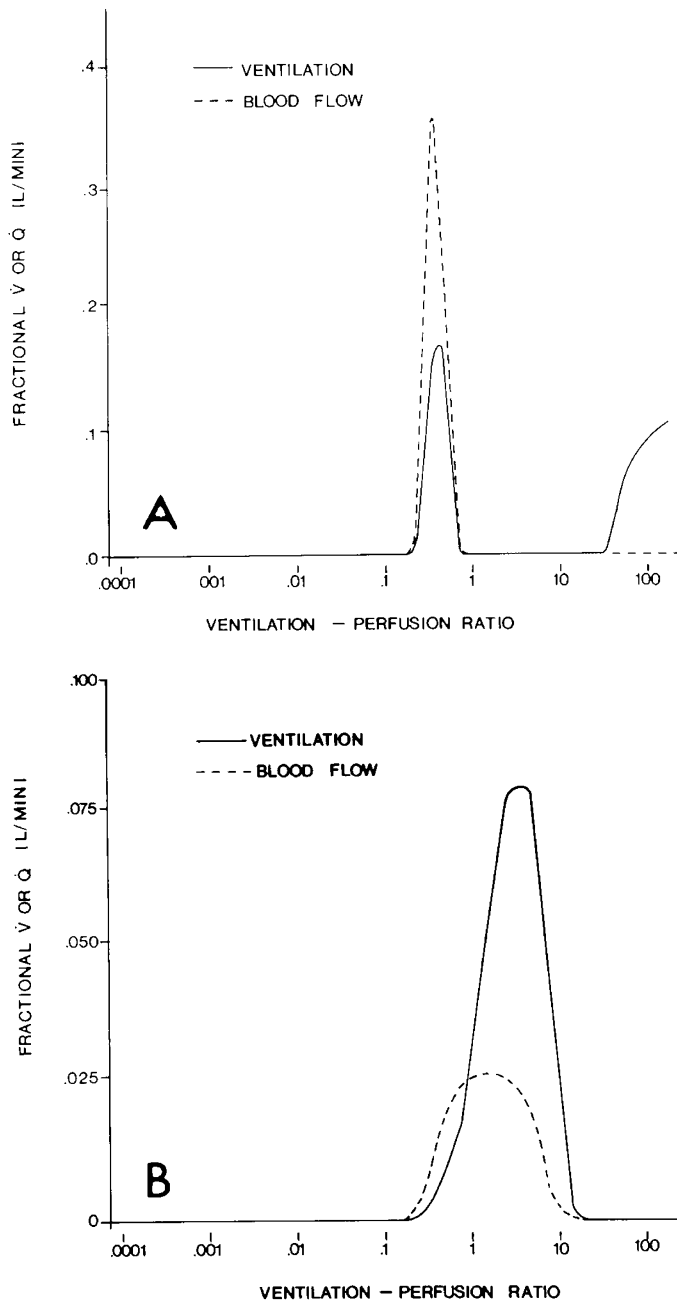 .4
.3
.2
.1
.0
FRACTIONAL V̇ OR Q̇ (L/MIN)
VENTILATION
BLOOD FLOW
A
.0001 001 .01 .1 1 10 100
VENTILATION – PERFUSION RATIO
.100
.075
.050
.025
0
FRACTIONAL V̇ OR Q̇ (L/MIN)
VENTILATION
BLOOD FLOW
B
.0001 .001 .01 .1 1 10 100
VENTILATION – PERFUSION RATIO